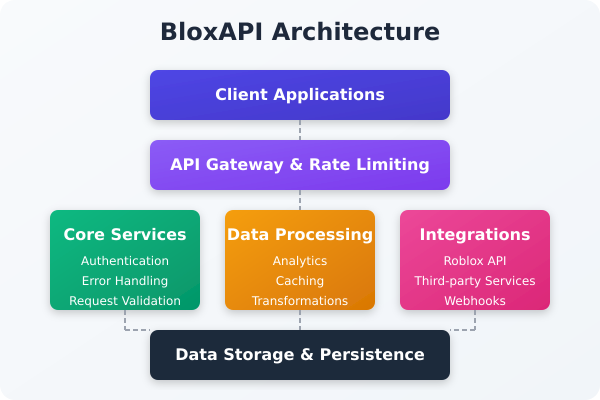 BloxAPI Architecture
Client Applications
API Gateway & Rate Limiting
Core Services
Authentication
Error Handling
Request Validation
Data Processing
Analytics
Caching
Transformations
Integrations
Roblox API
Third-party Services
Webhooks
Data Storage & Persistence